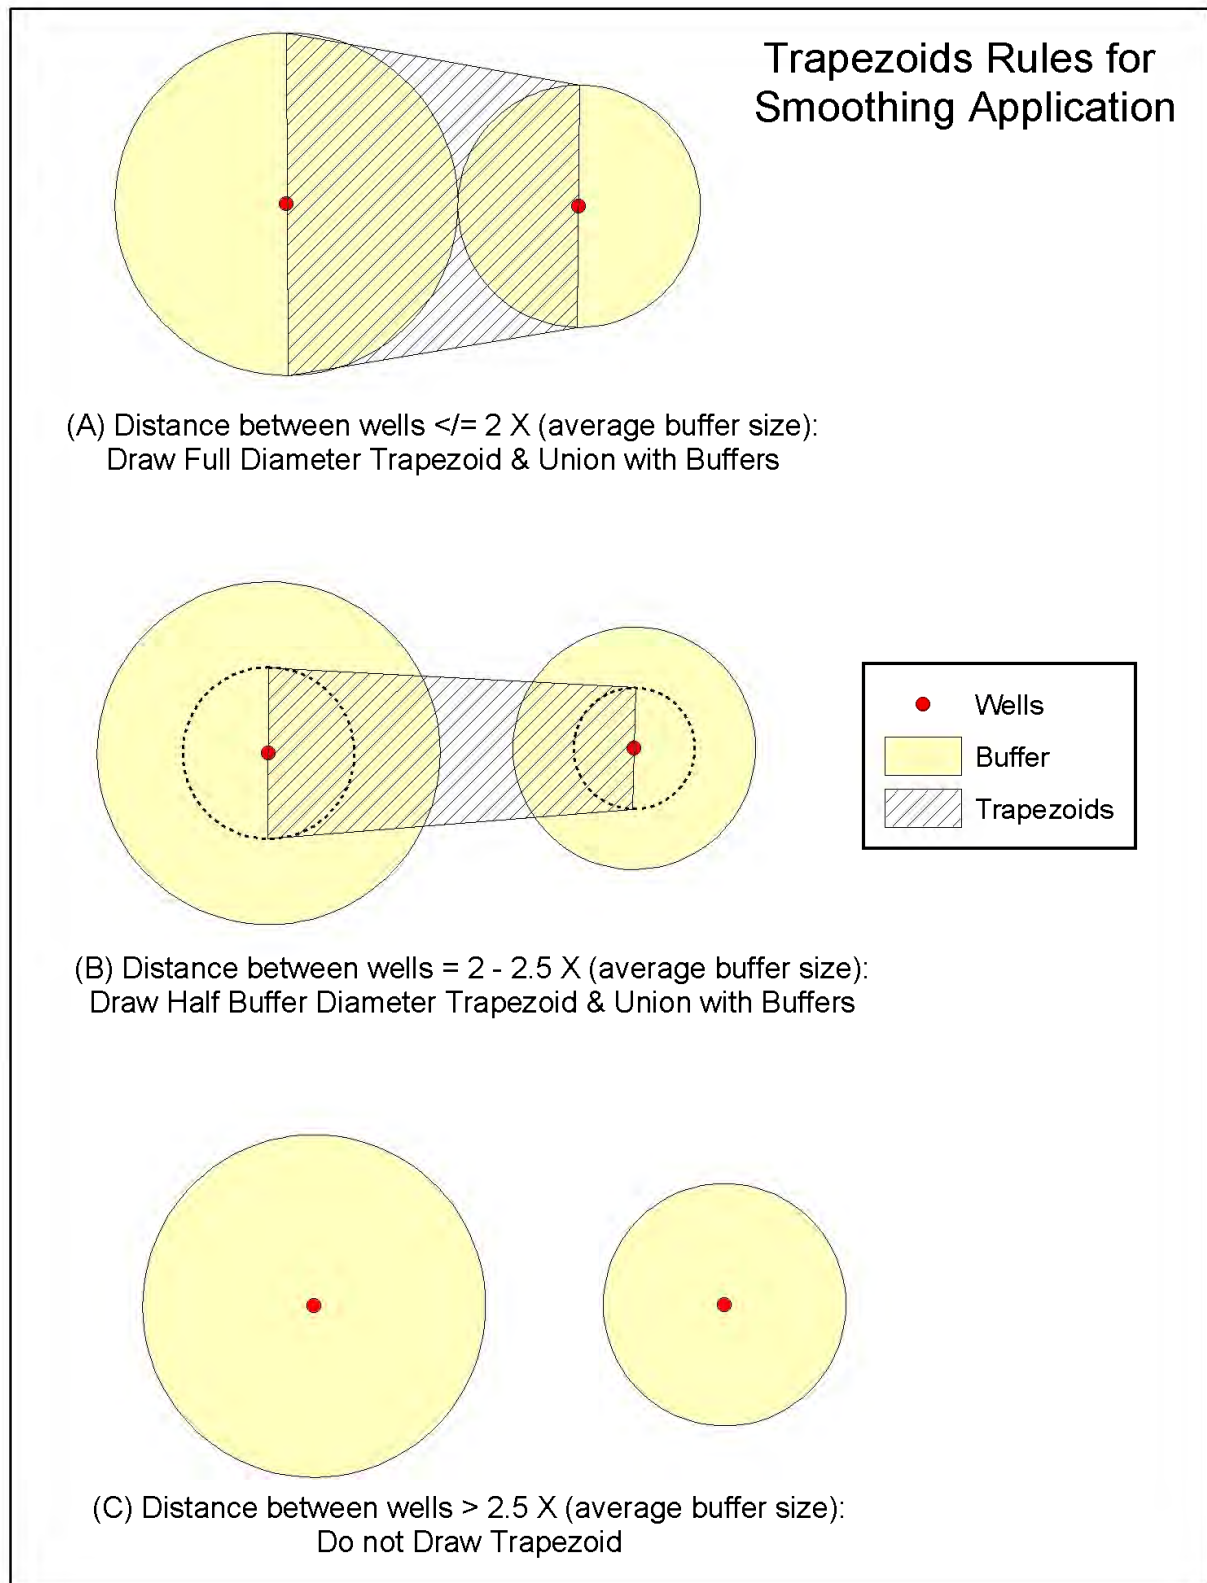 Trapezoids Rules for
Smoothing Application
(A) Distance between wells </= 2 X (average buffer size):
Draw Full Diameter Trapezoid & Union with Buffers
(B) Distance between wells = 2 - 2.5 X (average buffer size):
Draw Half Buffer Diameter Trapezoid & Union with Buffers
Wells
Buffer
Trapezoids
(C) Distance between wells > 2.5 X (average buffer size):
Do not Draw Trapezoid